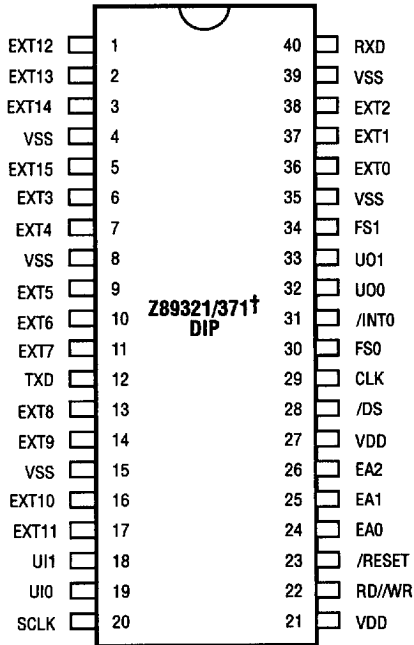 EXT12 1 40 RXD
EXT13 2 39 VSS
EXT14 3 38 EXT2
VSS 4 37 EXT1
EXT15 5 36 EXT0
EXT3 6 35 VSS
EXT4 7 34 FS1
VSS 8 33 UO1
EXT5 9 32 UO0
EXT6 10 Z89321/371† 31 /INT0
DIP
EXT7 11 30 FS0
TXD 12 29 CLK
EXT8 13 28 /DS
EXT9 14 27 VDD
VSS 15 26 EA2
EXT10 16 25 EA1
EXT11 17 24 EA0
UI1 18 23 /RESET
UI0 19 22 RD//WR
SCLK 20 21 VDD